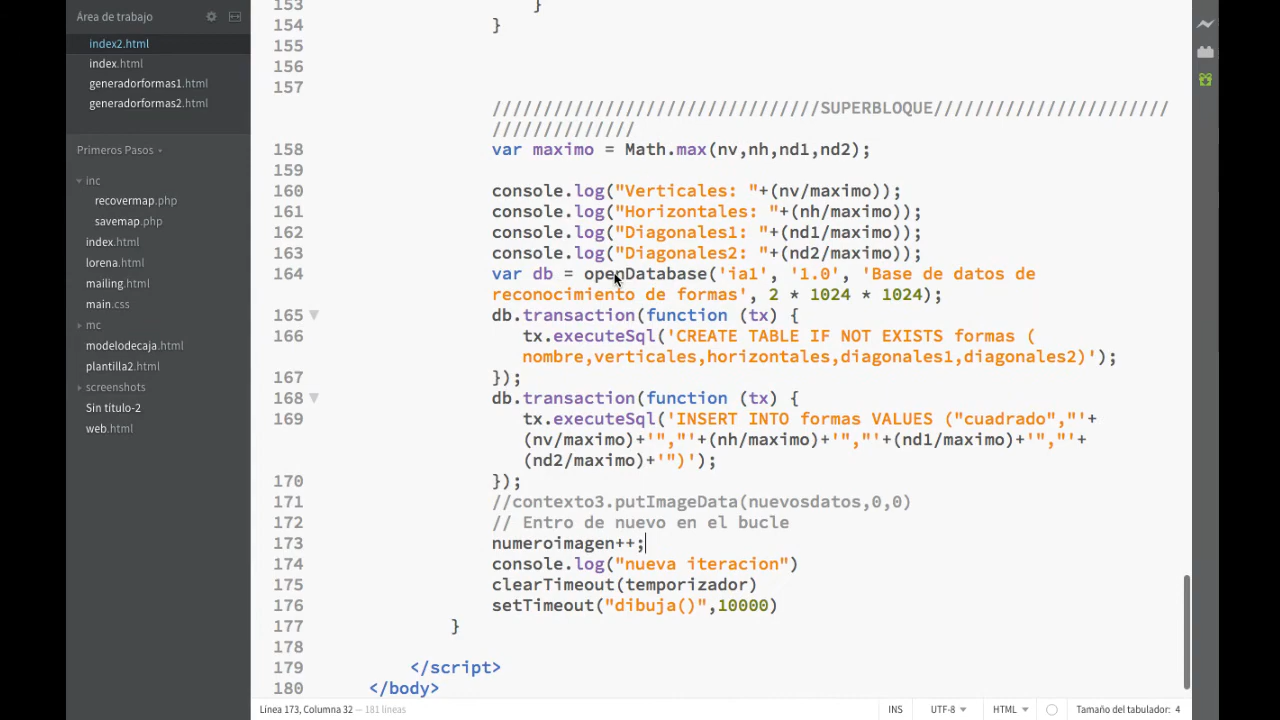 Área de trabajo
index2.html
index.html
generadorformas1.html
generadorformas2.html
Primeros Pasos
inc
recovermap.php
savemap.php
index.html
lorena.html
mailing.html
main.css
mc
modelodecaja.html
plantilla2.html
screenshots
Sin título-2
web.html
153 }
154 }
155
156
157
////////////////////////////////SUPERBLOQUE///////////////////////
//////////////
158 var maximo = Math.max(nv,nh,nd1,nd2);
159
160 console.log("Verticales: "+(nv/maximo));
161 console.log("Horizontales: "+(nh/maximo));
162 console.log("Diagonales1: "+(nd1/maximo));
163 console.log("Diagonales2: "+(nd2/maximo));
164 var db = openDatabase('ia1', '1.0', 'Base de datos de
reconocimiento de formas', 2 * 1024 * 1024);
165 db.transaction(function (tx) {
166 tx.executeSql('CREATE TABLE IF NOT EXISTS formas (
nombre,verticales,horizontales,diagonales1,diagonales2)');
167 });
168 db.transaction(function (tx) {
169 tx.executeSql('INSERT INTO formas VALUES ("cuadrado","'+
(nv/maximo)+'","'+(nh/maximo)+'","'+(nd1/maximo)+'","'+
(nd2/maximo)+'")');
170 });
171 //contexto3.putImageData(nuevosdatos,0,0)
172 // Entro de nuevo en el bucle
173 numeroimagen++;
174 console.log("nueva iteracion")
175 clearTimeout(temporizador)
176 setTimeout("dibuja()",10000)
177 }
178
179 </script>
180 </body>
Línea 173, Columna 32 — 181 líneas
INS UTF-8 HTML Tamaño del tabulador: 4